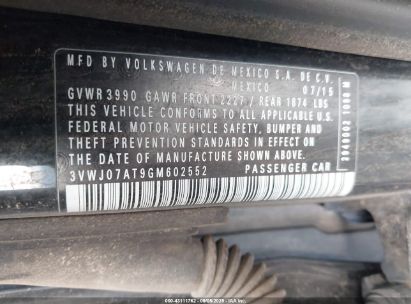 MFD BY VOLKSWAGEN DE MEXICO S.A. DE C.V.
MEXICO 07/15
GVWR 3990 GAWR FRONT 2227 / REAR 1874 LBS
THIS VEHICLE CONFORMS TO ALL APPLICABLE U.S.
FEDERAL MOTOR VEHICLE SAFETY, BUMPER AND
THEFT PREVENTION STANDARDS IN EFFECT ON
THE DATE OF MANUFACTURE SHOWN ABOVE
3VWJ07AT9GM602552 PASSENGER CAR